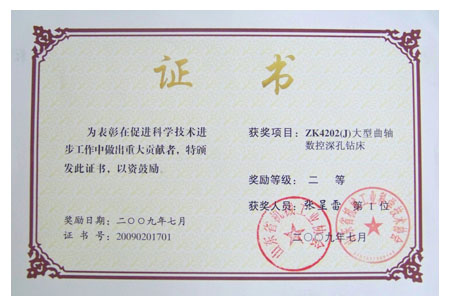 证 书
为表彰在促进科学技术进
步工作中做出重大贡献者，特颁
发此证书，以资鼓励。
奖励日期：二〇〇九年七月
证 书 号：20090201701
获奖项目：ZK4202(J)大型曲轴
数控深孔钻床
奖励等级：二 等
获奖人员：张星雷 第1位
二〇〇九年七月